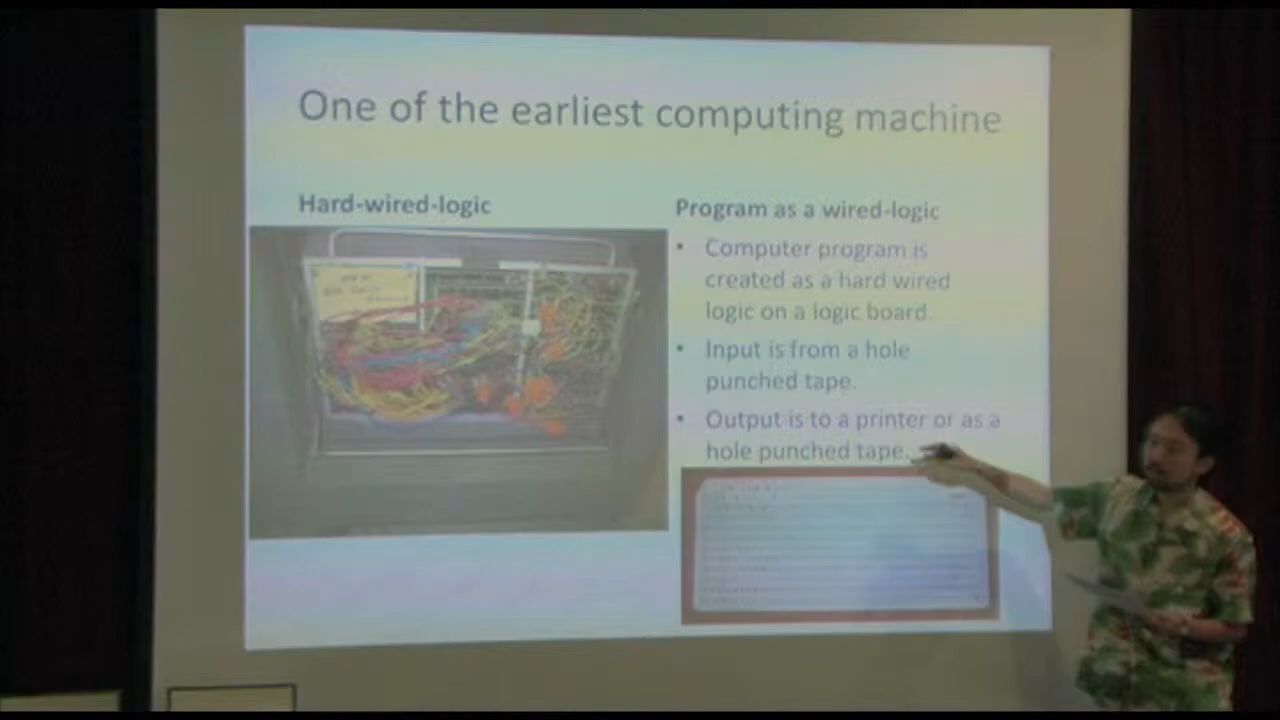 One of the earliest computing machine
Hard-wired-logic
Program as a wired-logic
• Computer program is
created as a hard wired
logic on a logic board.
• Input is from a hole
punched tape.
• Output is to a printer or as a
hole punched tape.